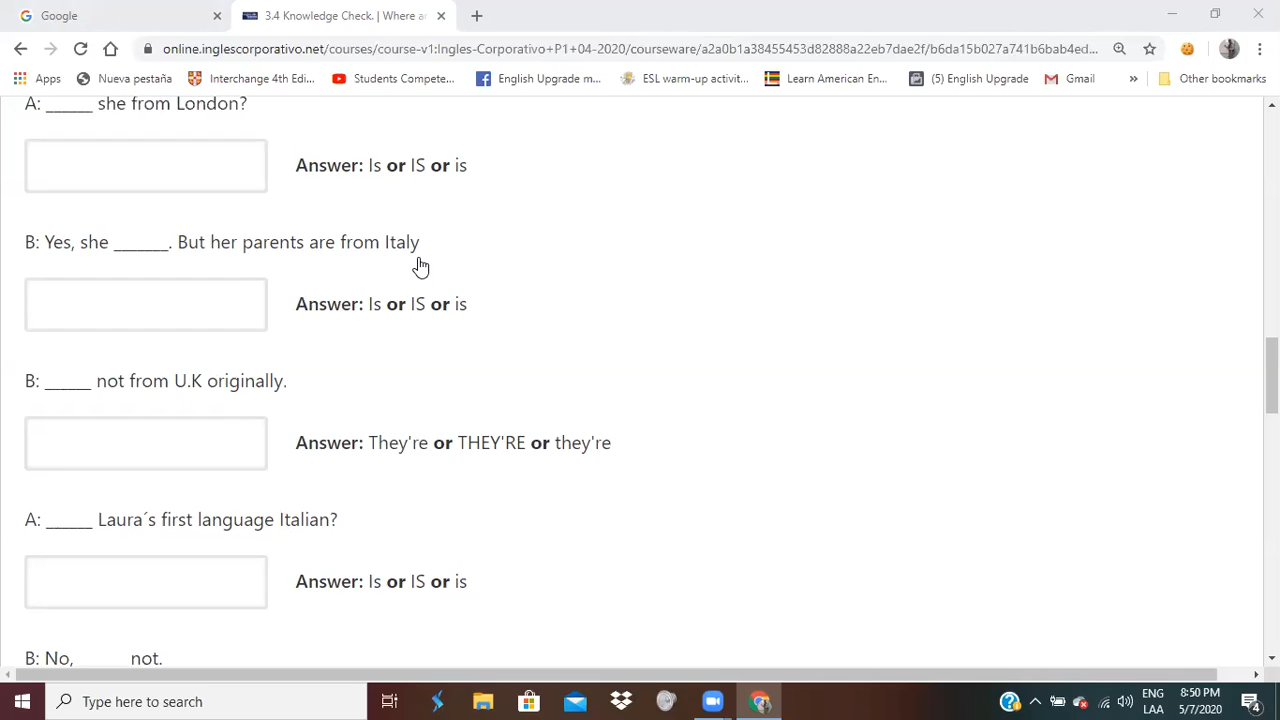 Google
3.4 Knowledge Check. | Where a
online.inglescorporativo.net/courses/course-v1:Ingles-Corporativo+P1+04-2020/courseware/a2a0b1a38455453d82888a22eb7dae2f/b6da15b027a741b6bab4ed...
Apps
Nueva pestaña
Interchange 4th Edi...
Students Compete...
English Upgrade m...
ESL warm-up activit...
Learn American En...
(5) English Upgrade
Gmail
»
Other bookmarks
A: ______ she from London?
Answer: Is or IS or is
B: Yes, she _______. But her parents are from Italy
Answer: Is or IS or is
B: ______ not from U.K originally.
Answer: They're or THEY'RE or they're
A: ______ Laura´s first language Italian?
Answer: Is or IS or is
B: No, ______ not.
Type here to search
ENG
LAA
8:50 PM
5/7/2020
4